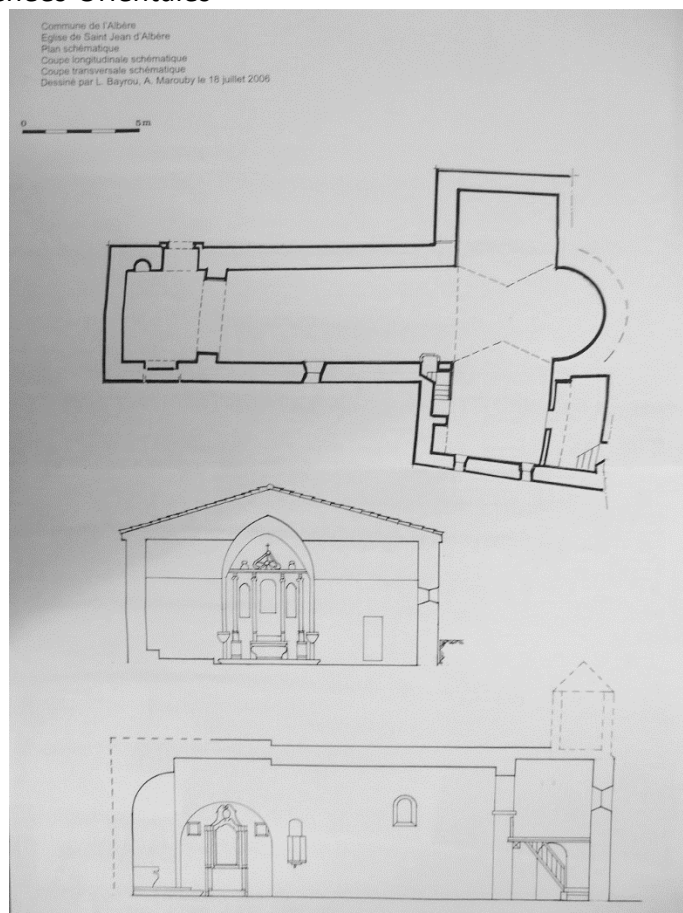 Commune de l'Albère
Eglise de Saint Jean d'Albère
Plan schématique
Coupe longitudinale schématique
Coupe transversale schématique
Dessiné par L. Bayrou, A. Marouby le 18 juillet 2006
0 5m